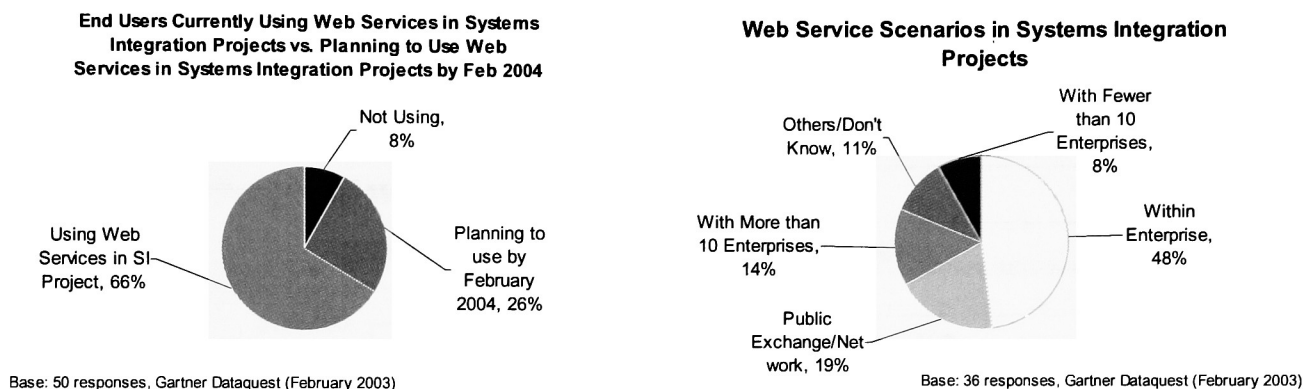 End Users Currently Using Web Services in Systems
Integration Projects vs. Planning to Use Web
Services in Systems Integration Projects by Feb 2004
Not Using,
8%
Using Web
Services in SI
Project, 66%
Planning to
use by
February
2004, 26%
Base: 50 responses, Gartner Dataquest (February 2003)
Web Service Scenarios in Systems Integration
Projects
With Fewer
than 10
Enterprises,
8%
Others/Don't
Know, 11%
With More than
10 Enterprises,
14%
Within
Enterprise,
48%
Public
Exchange/Net
work, 19%
Base: 36 responses, Gartner Dataquest (February 2003)